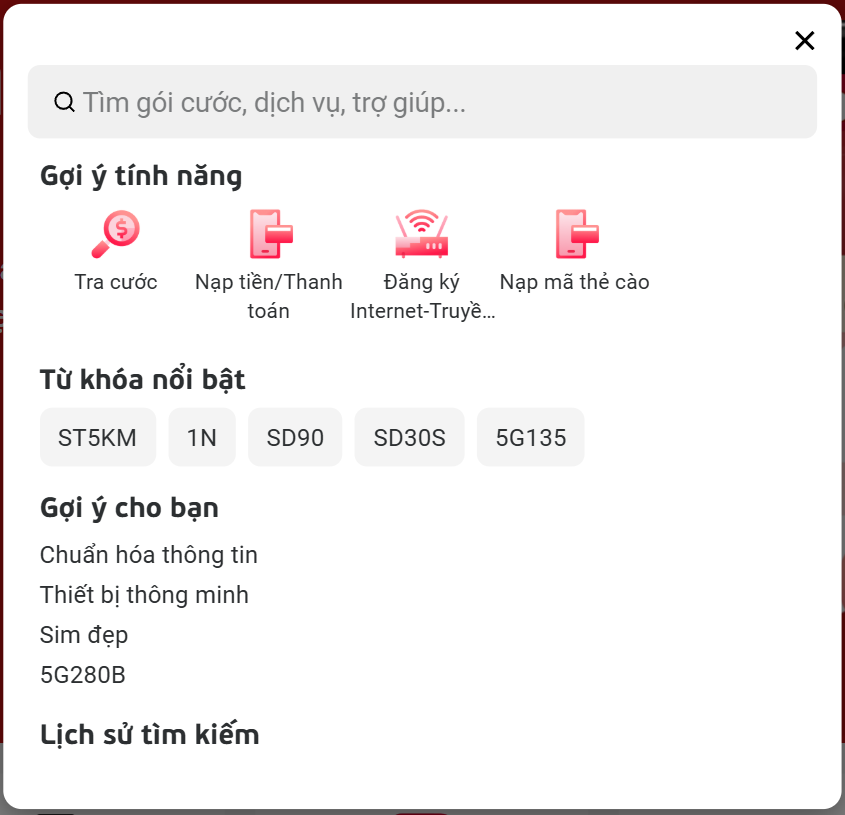 Tìm gói cước, dịch vụ, trợ giúp...
Gợi ý tính năng
Tra cước
Nạp tiền/Thanh toán
Đăng ký Internet-Truyề...
Nạp mã thẻ cào
Từ khóa nổi bật
ST5KM 1N SD90 SD30S 5G135
Gợi ý cho bạn
Chuẩn hóa thông tin
Thiết bị thông minh
Sim đẹp
5G280B
Lịch sử tìm kiếm